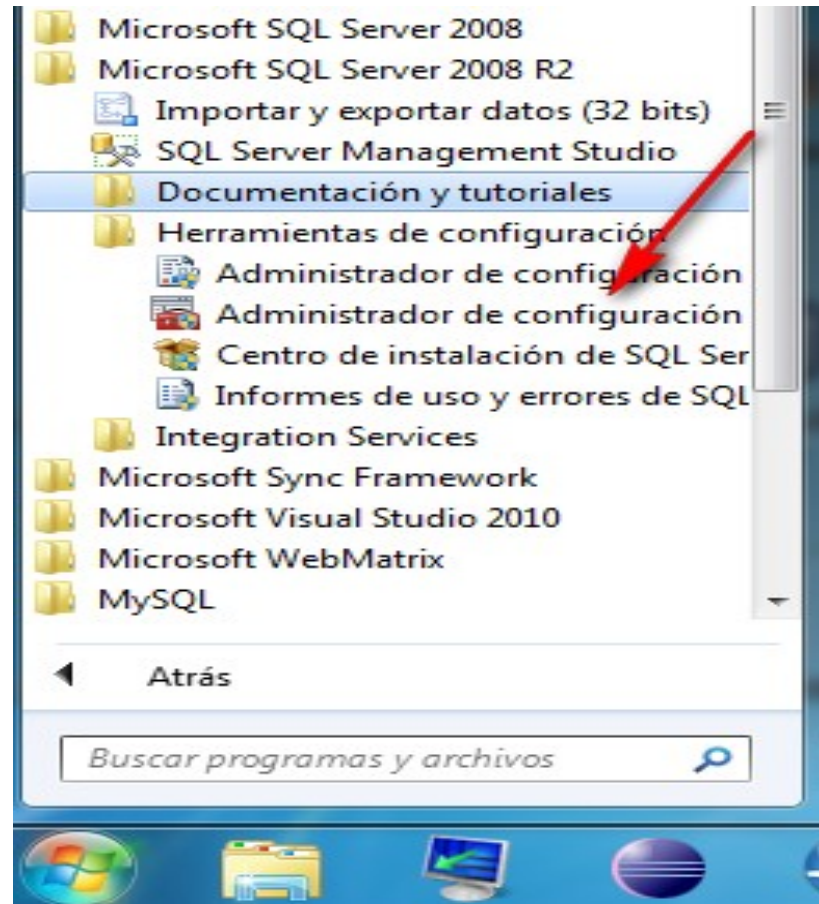 Microsoft SQL Server 2008
Microsoft SQL Server 2008 R2
Importar y exportar datos (32 bits)
SQL Server Management Studio
Documentación y tutoriales
Herramientas de configuración
Administrador de configuración
Administrador de configuración
Centro de instalación de SQL Ser
Informes de uso y errores de SQL
Integration Services
Microsoft Sync Framework
Microsoft Visual Studio 2010
Microsoft WebMatrix
MySQL
Atrás
Buscar programas y archivos